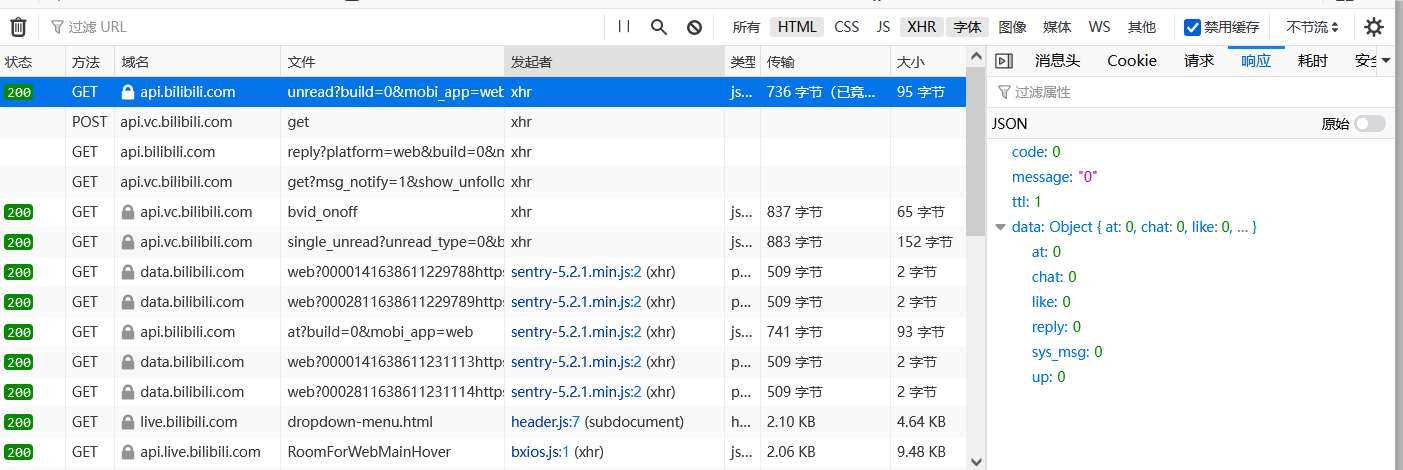 过滤 URL 所有 HTML CSS JS XHR 字体 图像 媒体 WS 其他 禁用缓存 不节流
状态 方法 域名 文件 发起者 类型 传输 大小
200 GET api.bilibili.com unread?build=0&mobi_app=web xhr js... 736 字节（已竞... 95 字节
POST api.vc.bilibili.com get xhr
GET api.bilibili.com reply?platform=web&build=0&m xhr
GET api.vc.bilibili.com get?msg_notify=1&show_unfollo xhr
200 GET api.vc.bilibili.com bvid_onoff xhr js... 837 字节 65 字节
200 GET api.vc.bilibili.com single_unread?unread_type=0&b xhr js... 883 字节 152 字节
200 GET data.bilibili.com web?0000141638611229788https sentry-5.2.1.min.js:2 (xhr) p... 509 字节 2 字节
200 GET data.bilibili.com web?0002811638611229789https sentry-5.2.1.min.js:2 (xhr) p... 509 字节 2 字节
200 GET api.bilibili.com at?build=0&mobi_app=web sentry-5.2.1.min.js:2 (xhr) js... 741 字节 93 字节
200 GET data.bilibili.com web?0000141638611231113https sentry-5.2.1.min.js:2 (xhr) p... 509 字节 2 字节
200 GET data.bilibili.com web?0002811638611231114https sentry-5.2.1.min.js:2 (xhr) p... 509 字节 2 字节
200 GET live.bilibili.com dropdown-menu.html header.js:7 (subdocument) h... 2.10 KB 4.64 KB
200 GET api.live.bilibili.com RoomForWebMainHover bxios.js:1 (xhr) js... 2.06 KB 9.48 KB
消息头 Cookie 请求 响应 耗时 安全
过滤属性
JSON 原始
code: 0
message: "0"
ttl: 1
data: Object { at: 0, chat: 0, like: 0, … }
at: 0
chat: 0
like: 0
reply: 0
sys_msg: 0
up: 0